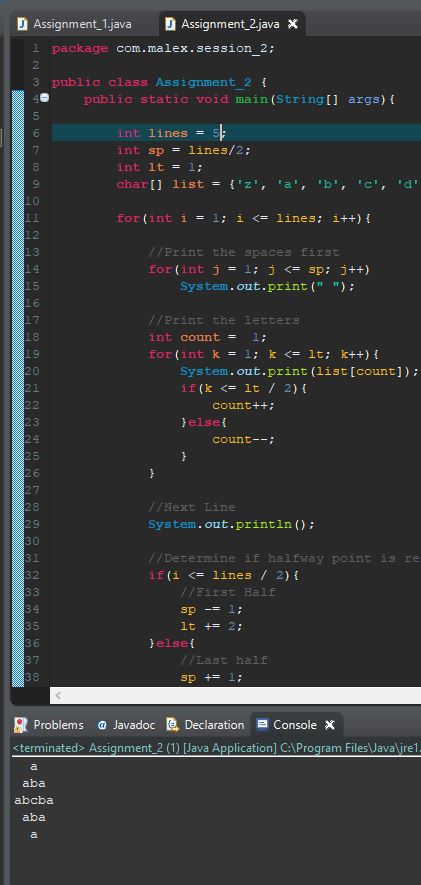 Assignment_1.java Assignment_2.java
1 package com.malex.session_2;
2
3 public class Assignment_2 {
4 public static void main(String[] args){
5
6 int lines = 5;
7 int sp = lines/2;
8 int lt = 1;
9 char[] list = {'z', 'a', 'b', 'c', 'd'
10
11 for(int i = 1; i <= lines; i++){
12
13 //Print the spaces first
14 for(int j = 1; j <= sp; j++)
15 System.out.print(" ");
16
17 //Print the letters
18 int count =  1;
19 for(int k = 1; k <= lt; k++){
20 System.out.print(list[count]);
21 if(k <= lt / 2){
22 count++;
23 }else{
24 count--;
25 }
26 }
27
28 //Next Line
29 System.out.println();
30
31 //Determine if halfway point is re
32 if(i <= lines / 2){
33 //First Half
34 sp -= 1;
35 lt += 2;
36 }else{
37 //Last half
38 sp += 1;
Problems Javadoc Declaration Console
<terminated> Assignment_2 (1) [Java Application] C:\Program Files\Java\jre1.
a
aba
abcba
aba
a